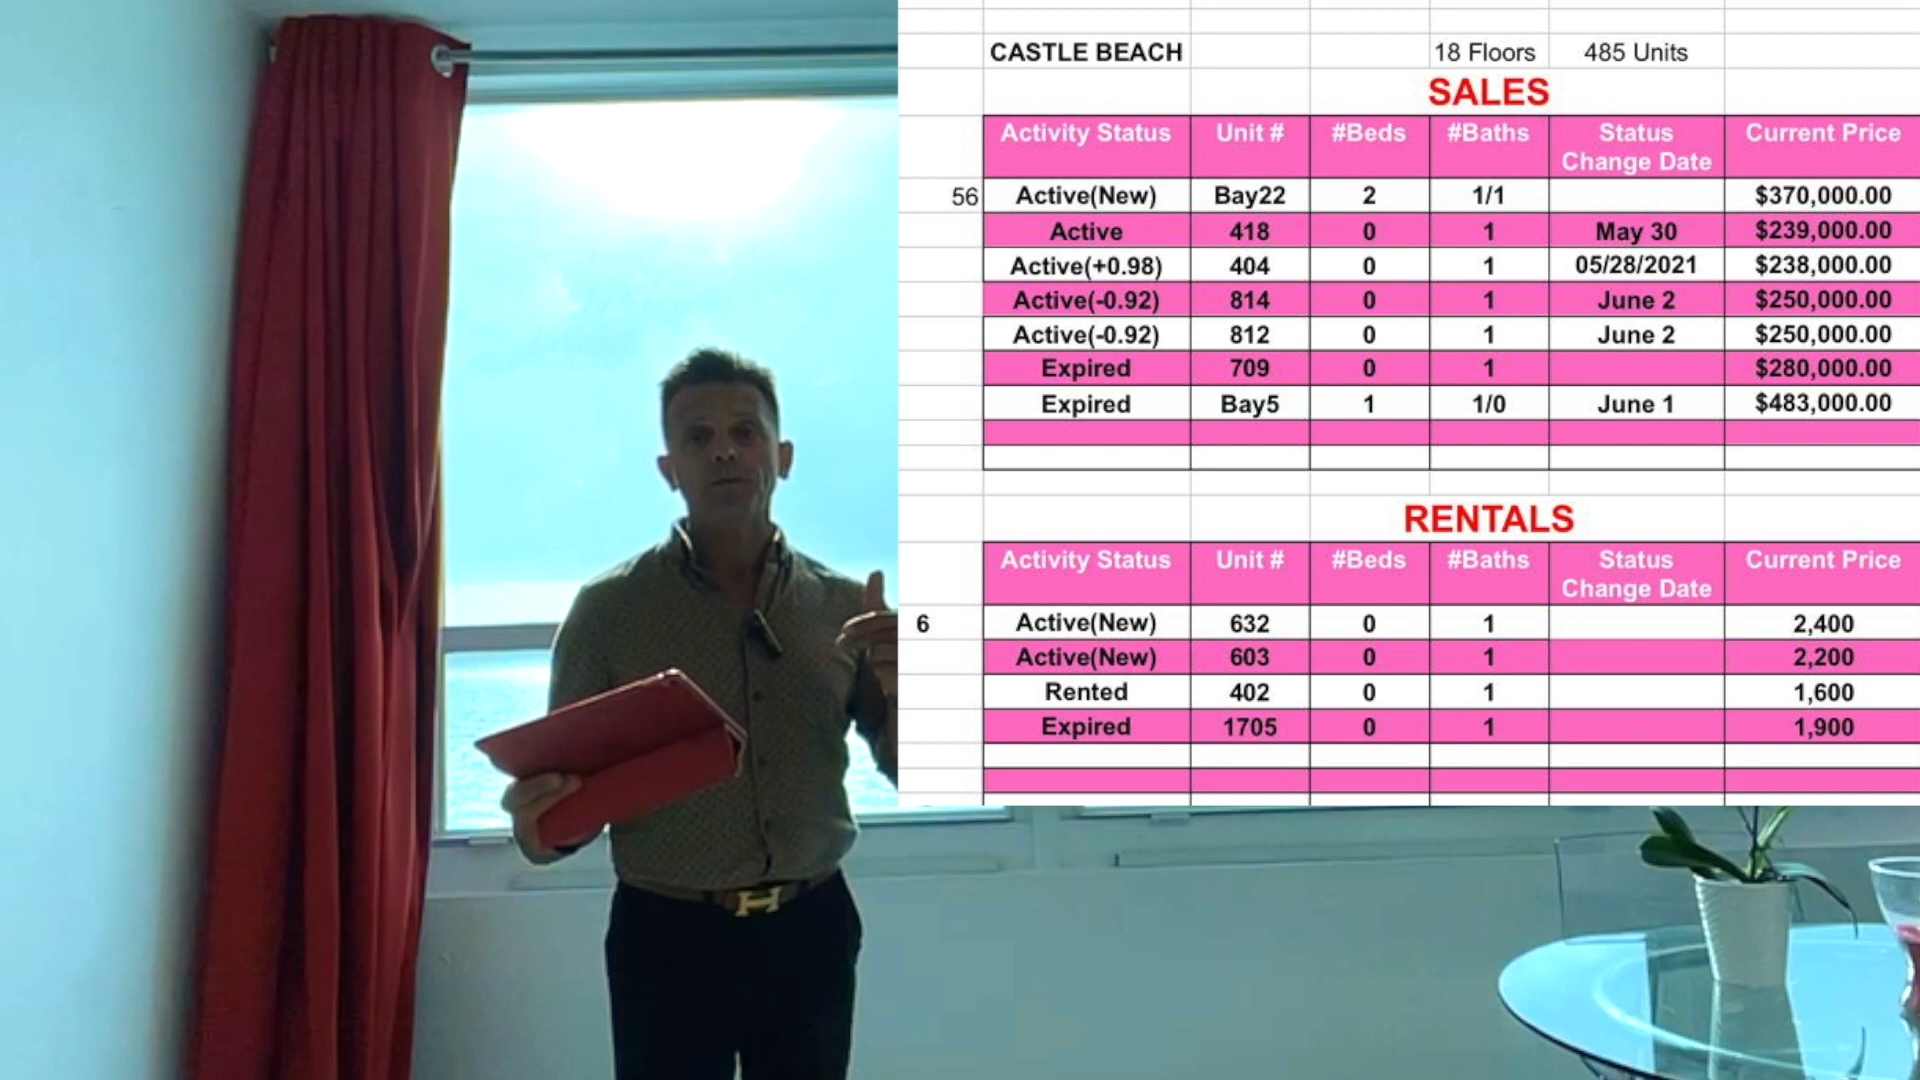 CASTLE BEACH 18 Floors 485 Units
SALES
Activity Status Unit # #Beds #Baths Status Change Date Current Price
56 Active(New) Bay22 2 1/1 $370,000.00
Active 418 0 1 May 30 $239,000.00
Active(+0.98) 404 0 1 05/28/2021 $238,000.00
Active(-0.92) 814 0 1 June 2 $250,000.00
Active(-0.92) 812 0 1 June 2 $250,000.00
Expired 709 0 1 $280,000.00
Expired Bay5 1 1/0 June 1 $483,000.00
RENTALS
Activity Status Unit # #Beds #Baths Status Change Date Current Price
6 Active(New) 632 0 1 2,400
Active(New) 603 0 1 2,200
Rented 402 0 1 1,600
Expired 1705 0 1 1,900